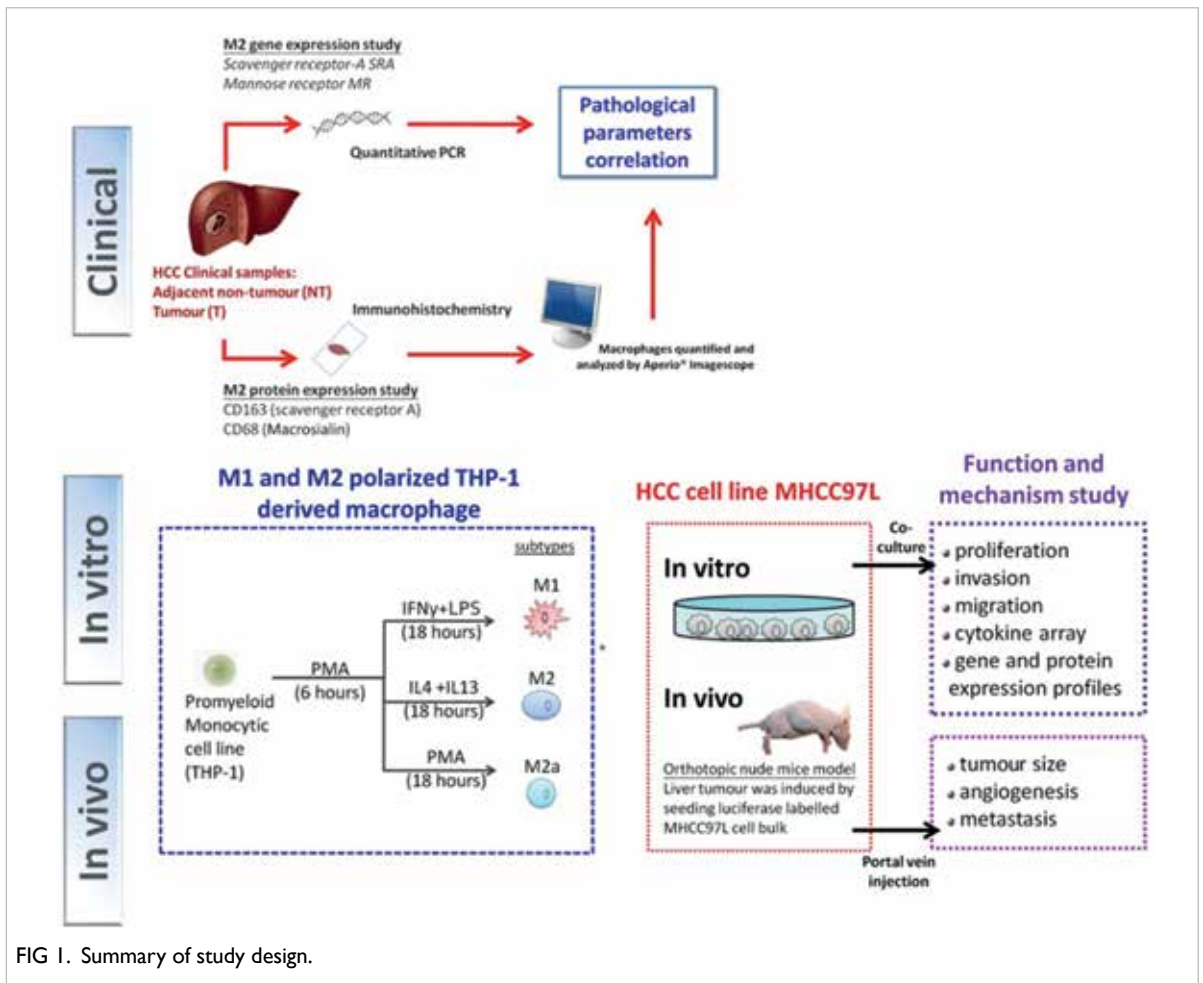 M2 gene expression study
Scavenger receptor-A SRA
Mannose receptor MR
Quantitative PCR
Pathological
parameters
correlation
Clinical
HCC Clinical samples:
Adjacent non-tumour (NT)
Tumour (T)
Immunohistochemistry
Macrophages quantified and
analyzed by Aperio® Imagescope
M2 protein expression study
CD163 (scavenger receptor A)
CD68 (Macrosialin)
In vitro
In vivo
M1 and M2 polarized THP-1
derived macrophage
subtypes
M1
IFNγ+LPS
(18 hours)
PMA
(6 hours)
M2
IL4 +IL13
(18 hours)
Promyeloid
Monocytic
cell line
(THP-1)
PMA
(18 hours)
M2a
HCC cell line MHCC97L
In vitro
In vivo
Orthotopic nude mice model
Liver tumour was induced by
seeding luciferase labelled
MHCC97L cell bulk
Co-
culture
Portal vein
injection
Function and
mechanism study
proliferation
invasion
migration
cytokine array
gene and protein
expression profiles
tumour size
angiogenesis
metastasis
FIG 1. Summary of study design.